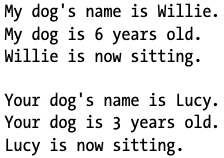 My dog's name is Willie.
My dog is 6 years old.
Willie is now sitting.

Your dog's name is Lucy.
Your dog is 3 years old.
Lucy is now sitting.